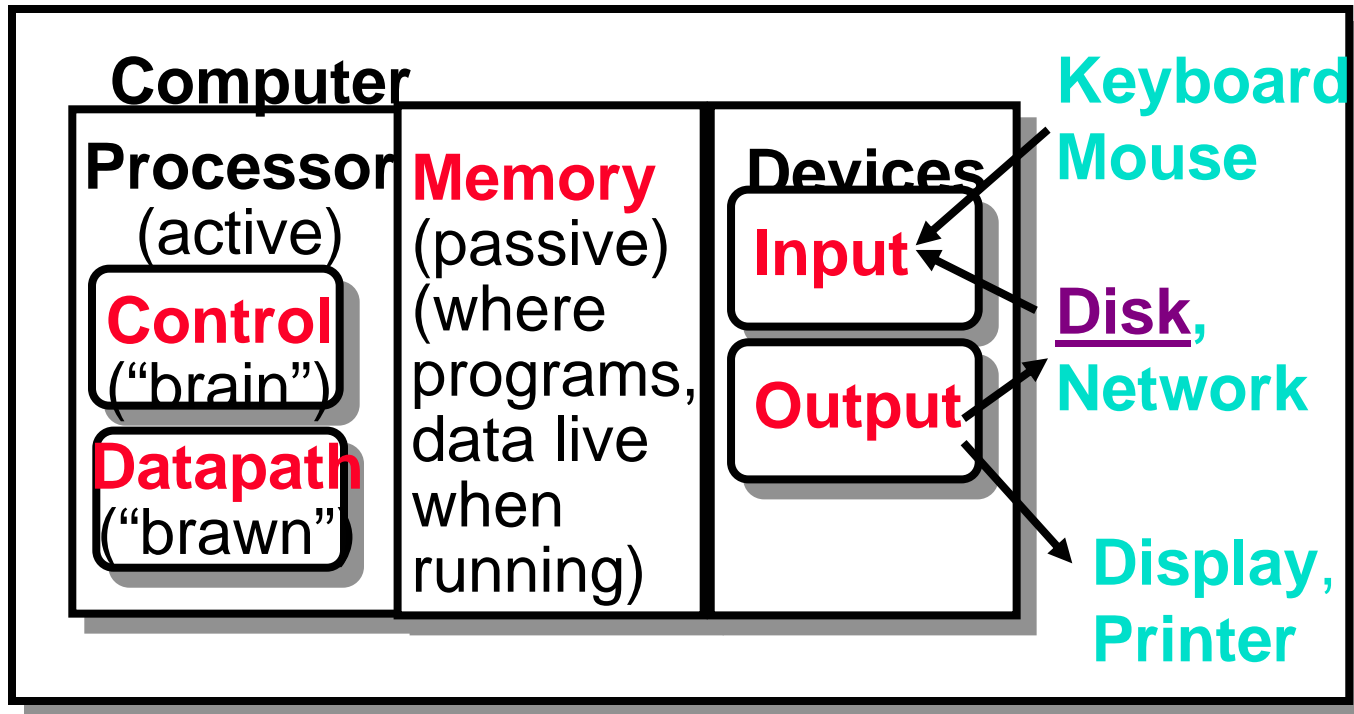 Computer
Processor
(active)
Control
(“brain”)
Datapath
(“brawn”)
Memory
(passive)
(where
programs,
data live
when
running)
Devices
Input
Output
Keyboard
Mouse
Disk,
Network
Display,
Printer